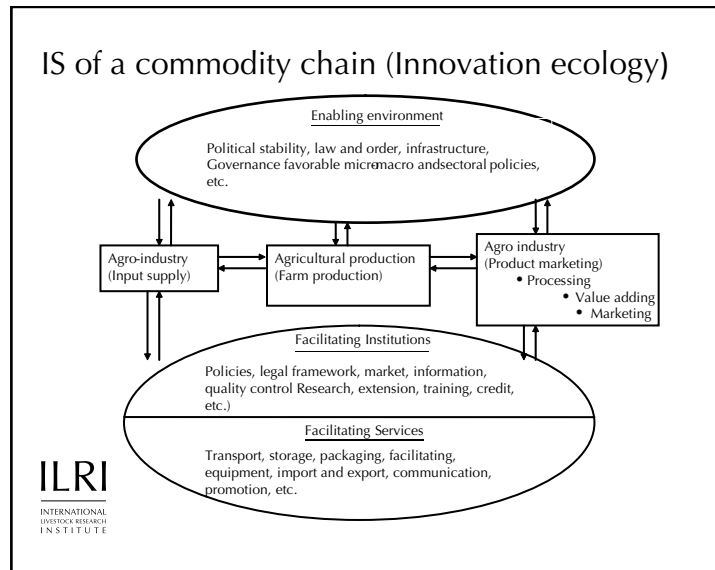 IS of a commodity chain (Innovation ecology)
Enabling environment
Political stability, law and order, infrastructure,
Governance favorable micro-macro andsectoral policies,
etc.
Agro-industry
(Input supply)
Agricultural production
(Farm production)
Agro industry
(Product marketing)
• Processing
• Value adding
• Marketing
Facilitating Institutions
Policies, legal framework, market, information,
quality control Research, extension, training, credit,
etc.)
Facilitating Services
Transport, storage, packaging, facilitating,
equipment, import and export, communication,
promotion, etc.
ILRI
INTERNATIONAL
LIVESTOCK RESEARCH
INSTITUTE